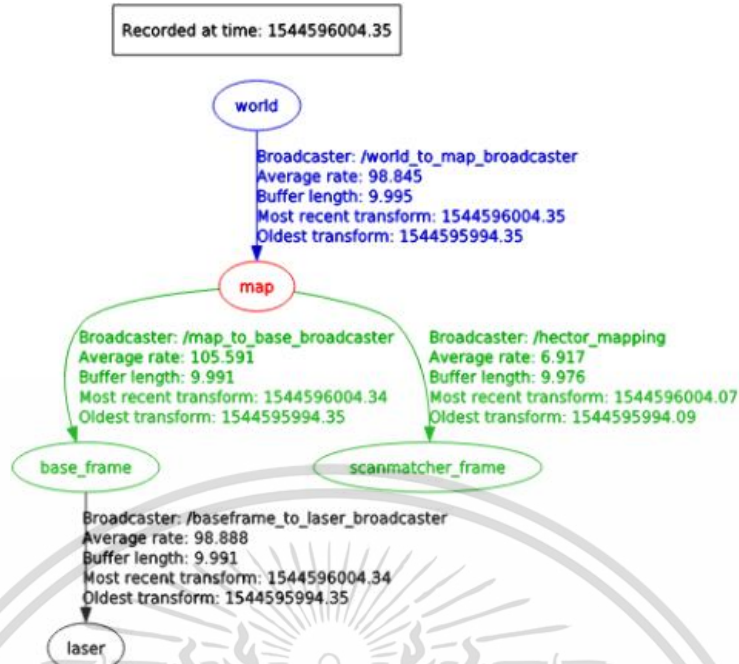 Recorded at time: 1544596004.35
world
Broadcaster: /world_to_map_broadcaster
Average rate: 98.845
Buffer length: 9.995
Most recent transform: 1544596004.35
Oldest transform: 1544595994.35
map
Broadcaster: /map_to_base_broadcaster
Average rate: 105.591
Buffer length: 9.991
Most recent transform: 1544596004.34
Oldest transform: 1544595994.35
Broadcaster: /hector_mapping
Average rate: 6.917
Buffer length: 9.976
Most recent transform: 1544596004.07
Oldest transform: 1544595994.09
base_frame
scanmatcher_frame
Broadcaster: /baseframe_to_laser_broadcaster
Average rate: 98.888
Buffer length: 9.991
Most recent transform: 1544596004.34
Oldest transform: 1544595994.35
laser